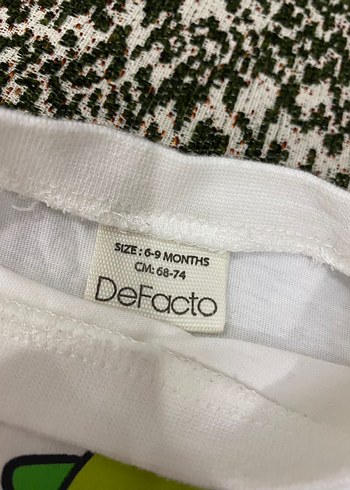 SIZE : 6-9 MONTHS
CM: 68-74
DeFacto